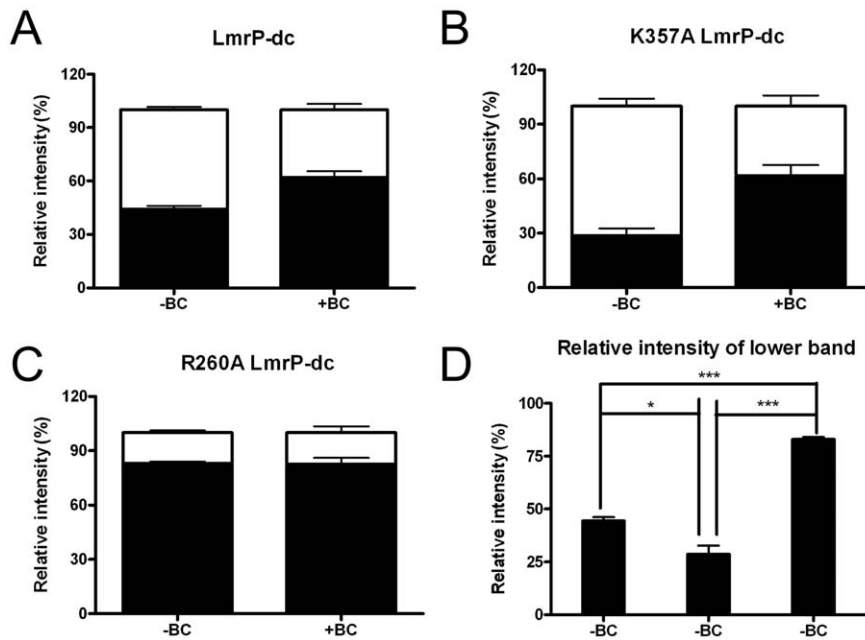 A
LmrP-dc
Relative intensity (%)
120
90
60
30
0
-BC
+BC
B
K357A LmrP-dc
Relative intensity (%)
120
90
60
30
0
-BC
+BC
C
R260A LmrP-dc
Relative intensity (%)
120
90
60
30
0
-BC
+BC
D
Relative intensity of lower band
Relative intensity (%)
100
75
50
25
0
***
*
***
-BC
-BC
-BC